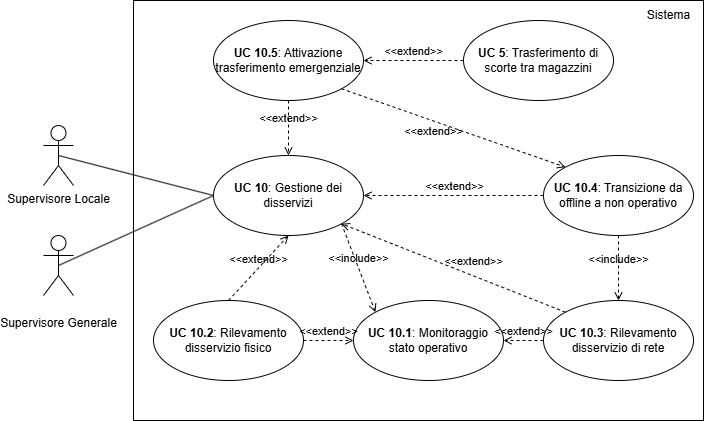 Sistema
UC 10.5: Attivazione
trasferimento emergenziale
<<extend>>
UC 5: Trasferimento di
scorte tra magazzini
<<extend>>
<<extend>>
Supervisore Locale
UC 10: Gestione dei
disservizi
<<extend>>
UC 10.4: Transizione da
offline a non operativo
Supervisore Generale
<<extend>>
<<include>>
<<extend>>
<<include>>
UC 10.2: Rilevamento
disservizio fisico
<<extend>>
UC 10.1: Monitoraggio
stato operativo
<<extend>>
UC 10.3: Rilevamento
disservizio di rete